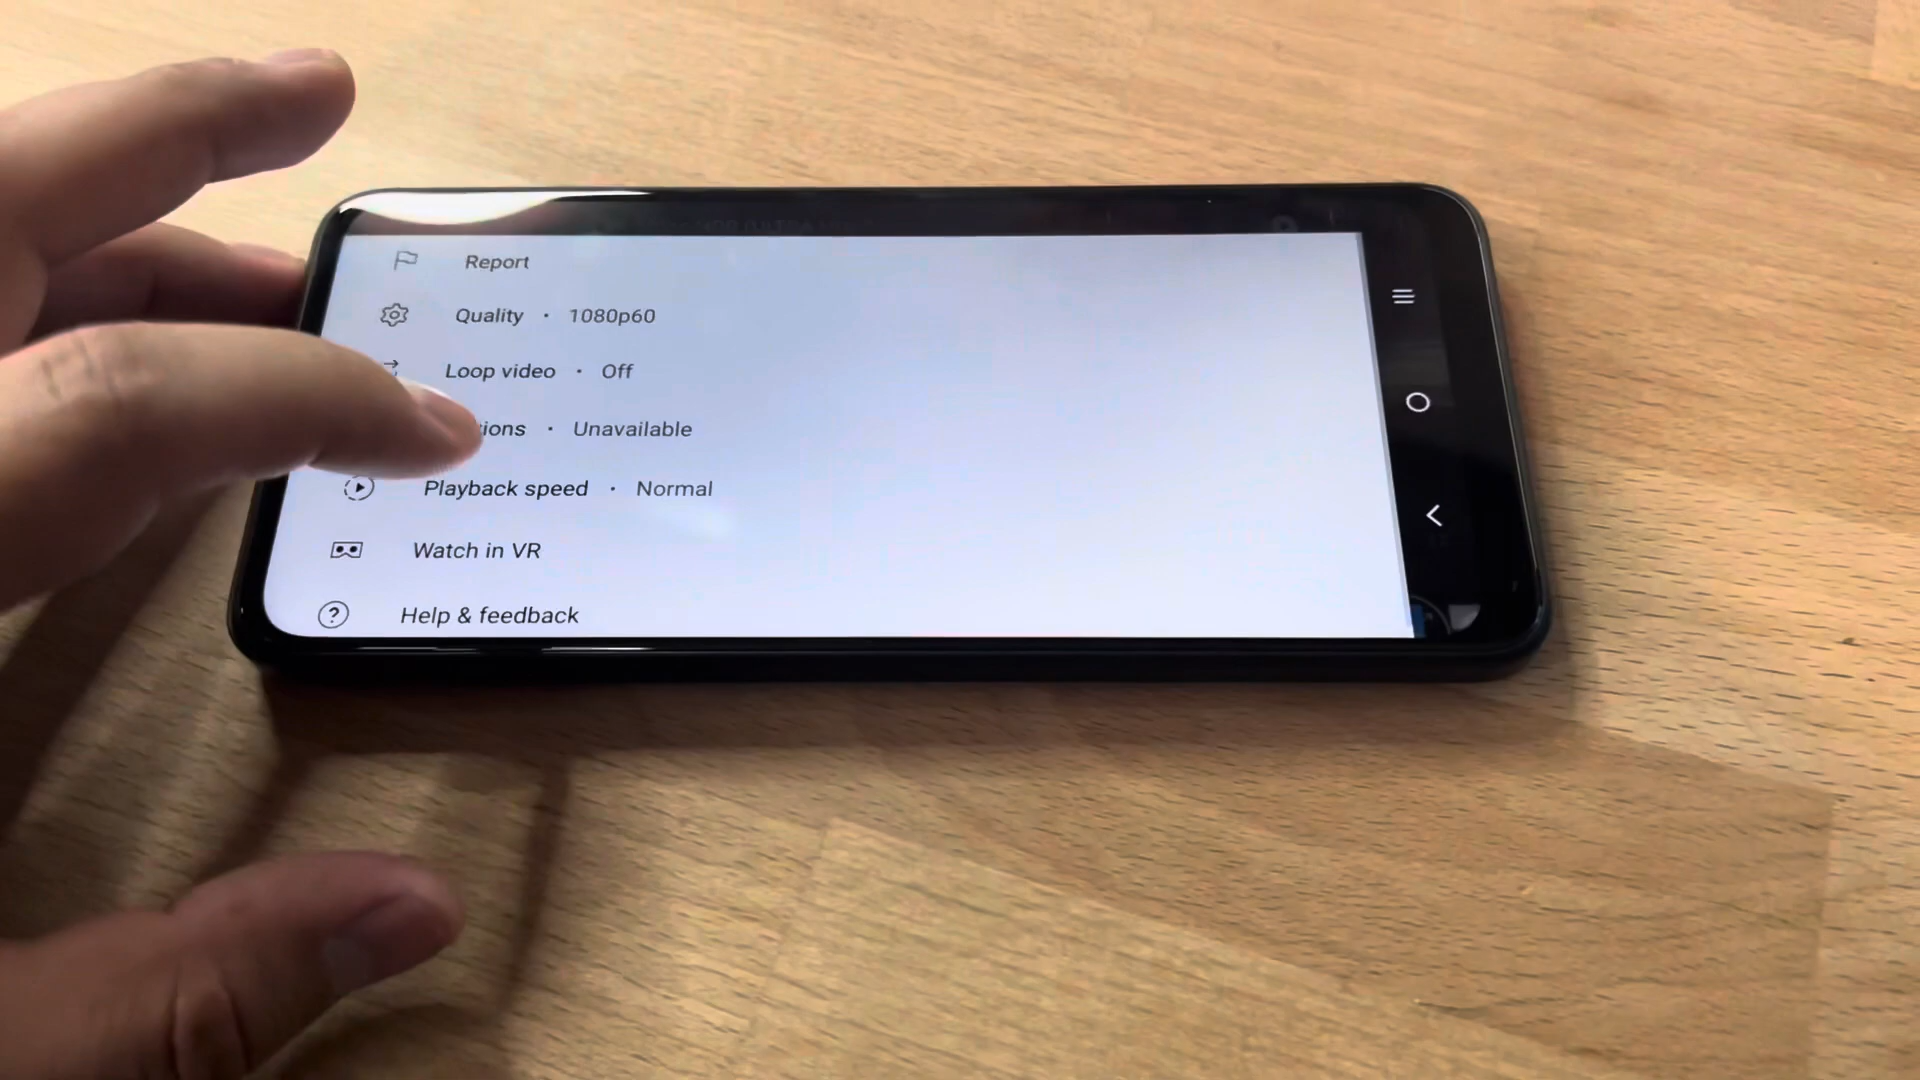 Report
Quality · 1080p60
Loop video · Off
tions · Unavailable
Playback speed · Normal
Watch in VR
? Help & feedback